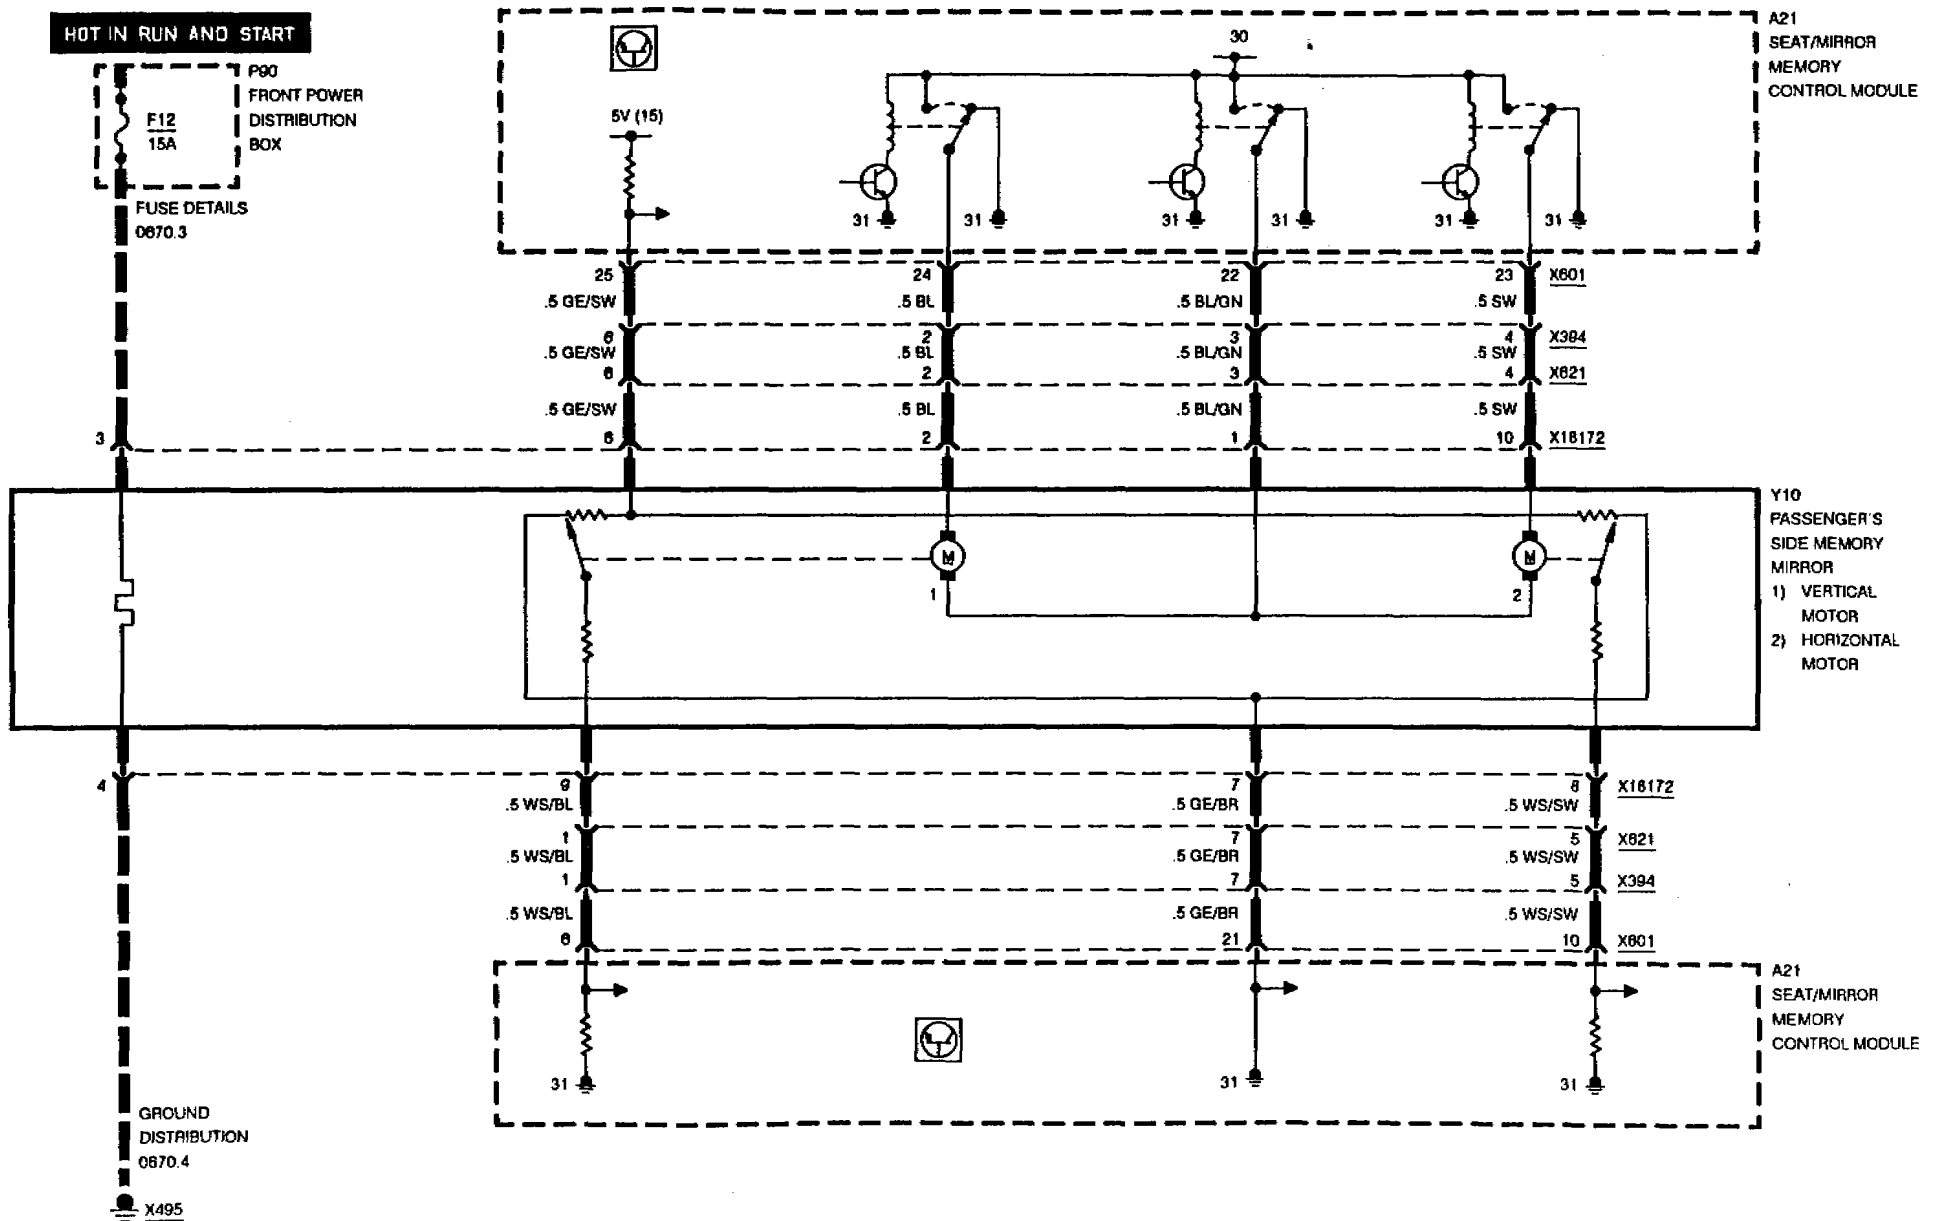 HOT IN RUN AND START
P90
FRONT POWER
DISTRIBUTION
BOX
F12
15A
FUSE DETAILS
0670.3
A21
SEAT/MIRROR
MEMORY
CONTROL MODULE
30
5V (15)
31 31 31 31 31 31
25 24 22 23 X601
.5 GE/SW .5 BL .5 BL/GN .5 SW
6 2 3 4 X394
.5 GE/SW .5 BL .5 BL/GN .5 SW
6 2 3 4 X621
.5 GE/SW .5 BL .5 BL/GN .5 SW
3 6 2 1 10 X16172
Y10
PASSENGER'S
SIDE MEMORY
MIRROR
1) VERTICAL
MOTOR
2) HORIZONTAL
MOTOR
M M
1 2
4 9 7 8 X16172
.5 WS/BL .5 GE/BR .5 WS/SW
1 7 5 X621
.5 WS/BL .5 GE/BR .5 WS/SW
1 7 5 X394
.5 WS/BL .5 GE/BR .5 WS/SW
6 21 10 X601
A21
SEAT/MIRROR
MEMORY
CONTROL MODULE
31 31 31
GROUND
DISTRIBUTION
0670.4
X495